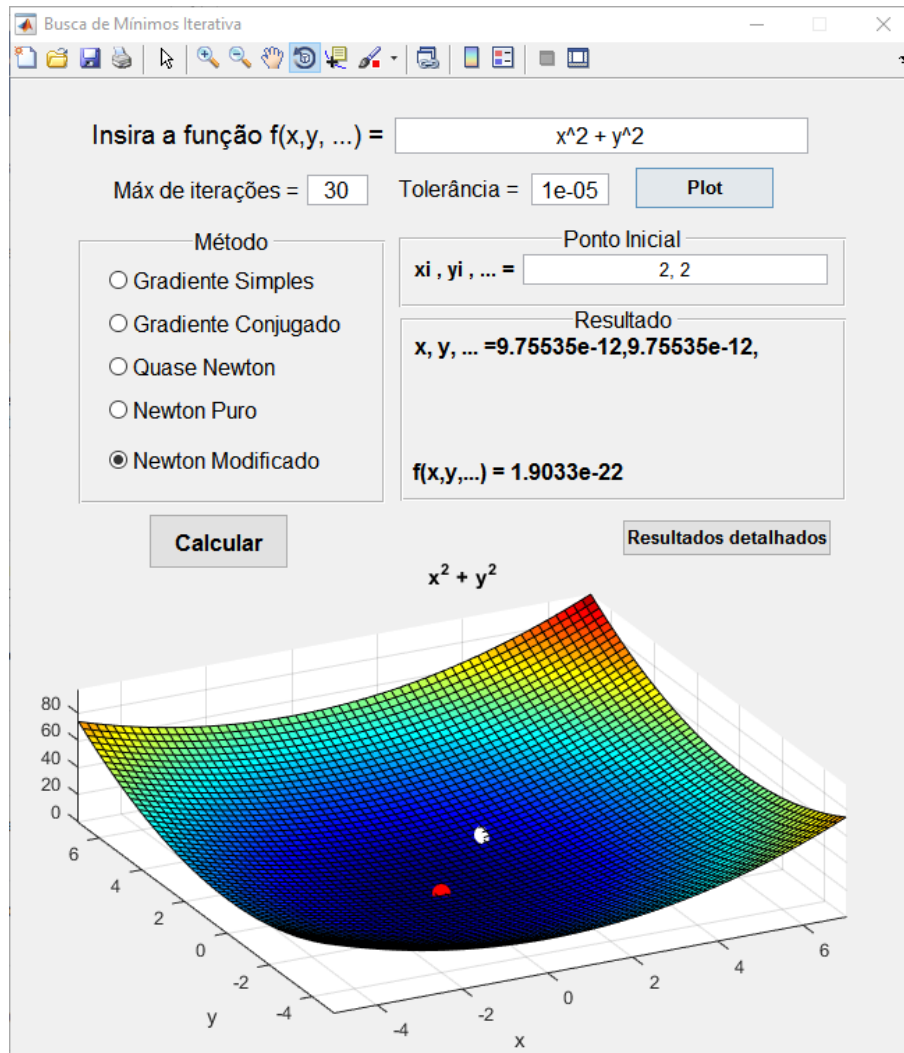 Busca de Mínimos Iterativa
Insira a função f(x,y, ...) = x^2 + y^2
Máx de iterações = 30 Tolerância = 1e-05 Plot
Método
Gradiente Simples
Gradiente Conjugado
Quase Newton
Newton Puro
Newton Modificado
Ponto Inicial
xi , yi , ... = 2, 2
Resultado
x, y, ... =9.75535e-12,9.75535e-12,
f(x,y,...) = 1.9033e-22
Calcular
Resultados detalhados
x² + y²
80
60
40
20
0
6
4
2
0
-2
-4
y
-4
-2
0
2
4
6
x